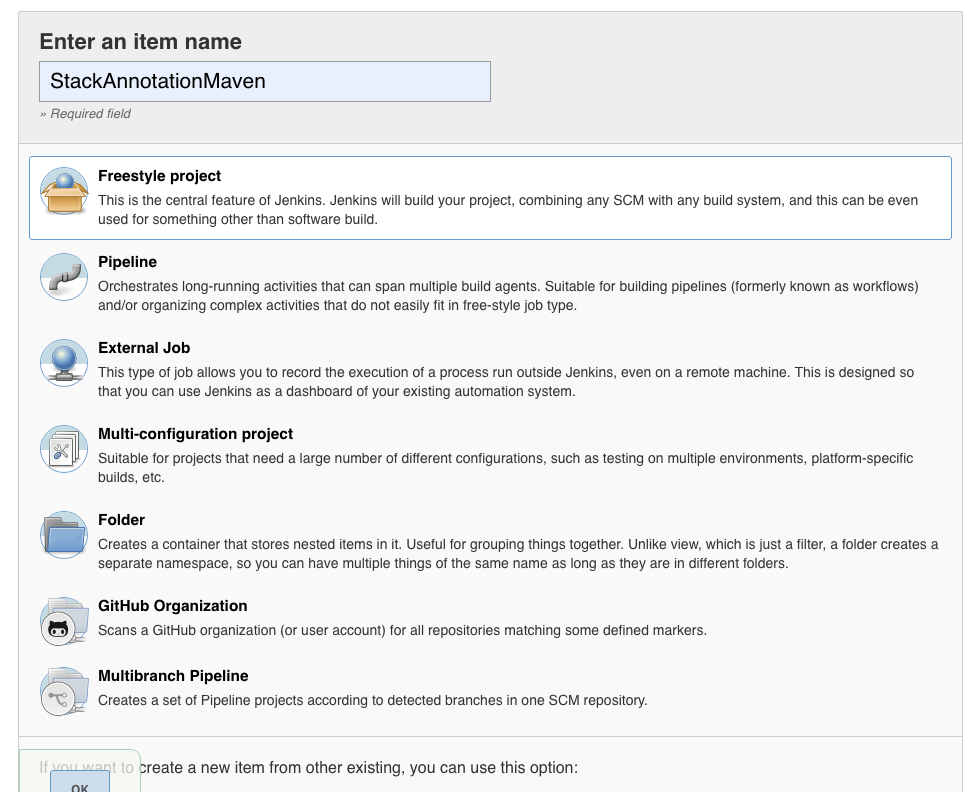 Enter an item name
StackAnnotationMaven
» Required field
Freestyle project
This is the central feature of Jenkins. Jenkins will build your project, combining any SCM with any build system, and this can be even
used for something other than software build.
Pipeline
Orchestrates long-running activities that can span multiple build agents. Suitable for building pipelines (formerly known as workflows)
and/or organizing complex activities that do not easily fit in free-style job type.
External Job
This type of job allows you to record the execution of a process run outside Jenkins, even on a remote machine. This is designed so
that you can use Jenkins as a dashboard of your existing automation system.
Multi-configuration project
Suitable for projects that need a large number of different configurations, such as testing on multiple environments, platform-specific
builds, etc.
Folder
Creates a container that stores nested items in it. Useful for grouping things together. Unlike view, which is just a filter, a folder creates a
separate namespace, so you can have multiple things of the same name as long as they are in different folders.
GitHub Organization
Scans a GitHub organization (or user account) for all repositories matching some defined markers.
Multibranch Pipeline
Creates a set of Pipeline projects according to detected branches in one SCM repository.
If you want to create a new item from other existing, you can use this option:
OK